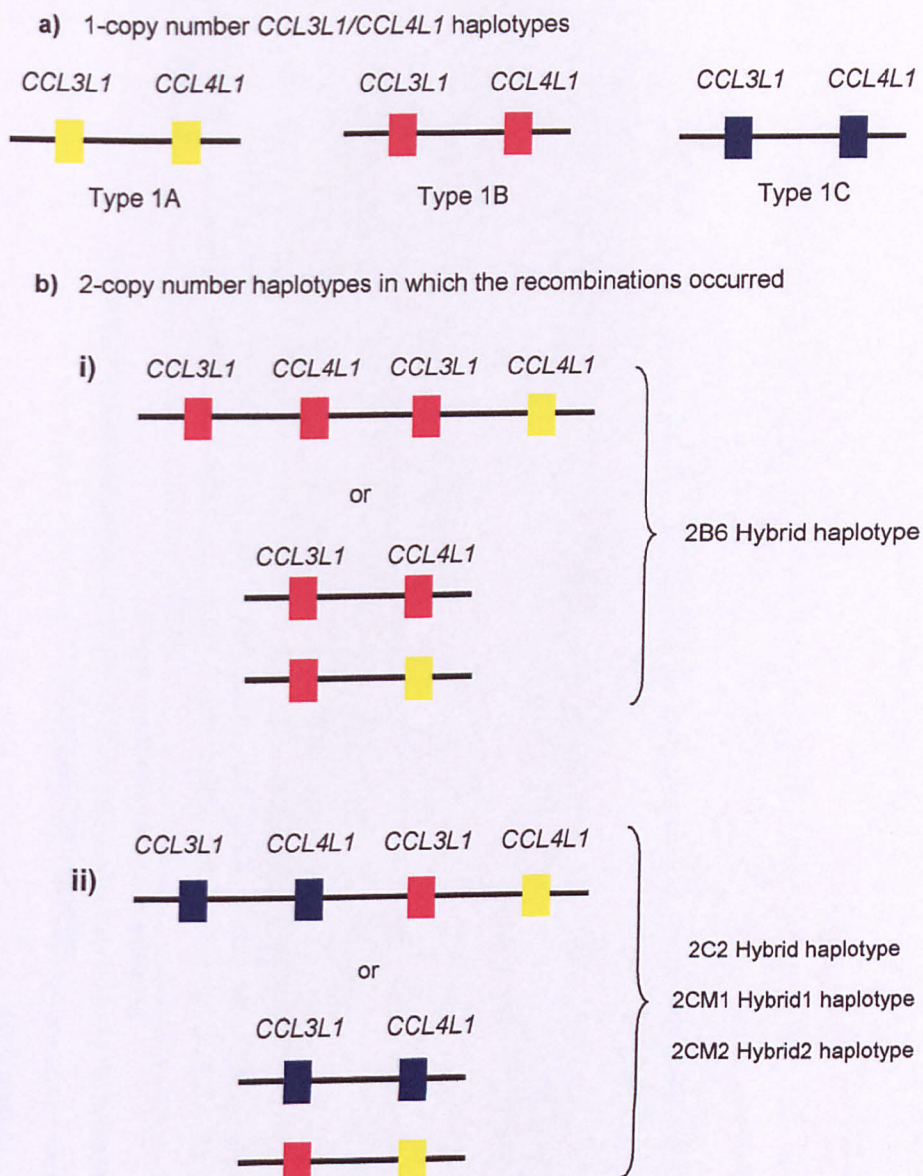 a) 1-copy number CCL3L1/CCL4L1 haplotypes
CCL3L1 CCL4L1 CCL3L1 CCL4L1 CCL3L1 CCL4L1
Type 1A Type 1B Type 1C
b) 2-copy number haplotypes in which the recombinations occurred
i) CCL3L1 CCL4L1 CCL3L1 CCL4L1
or
2B6 Hybrid haplotype
CCL3L1 CCL4L1
ii) CCL3L1 CCL4L1 CCL3L1 CCL4L1
or
2C2 Hybrid haplotype
2CM1 Hybrid1 haplotype
2CM2 Hybrid2 haplotype
CCL3L1 CCL4L1